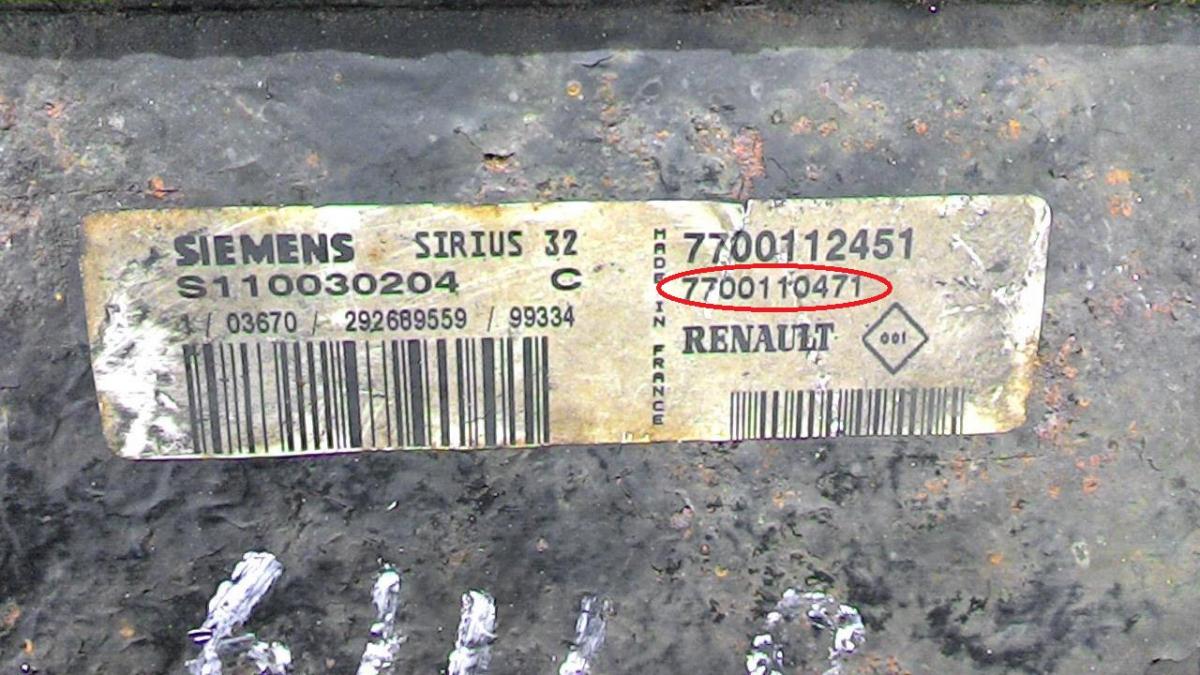 SIEMENS SIRIUS 32
S110030204 C
1 / 03670 / 292689559 / 99334
MADE IN FRANCE
7700112451
7700110471
RENAULT 001